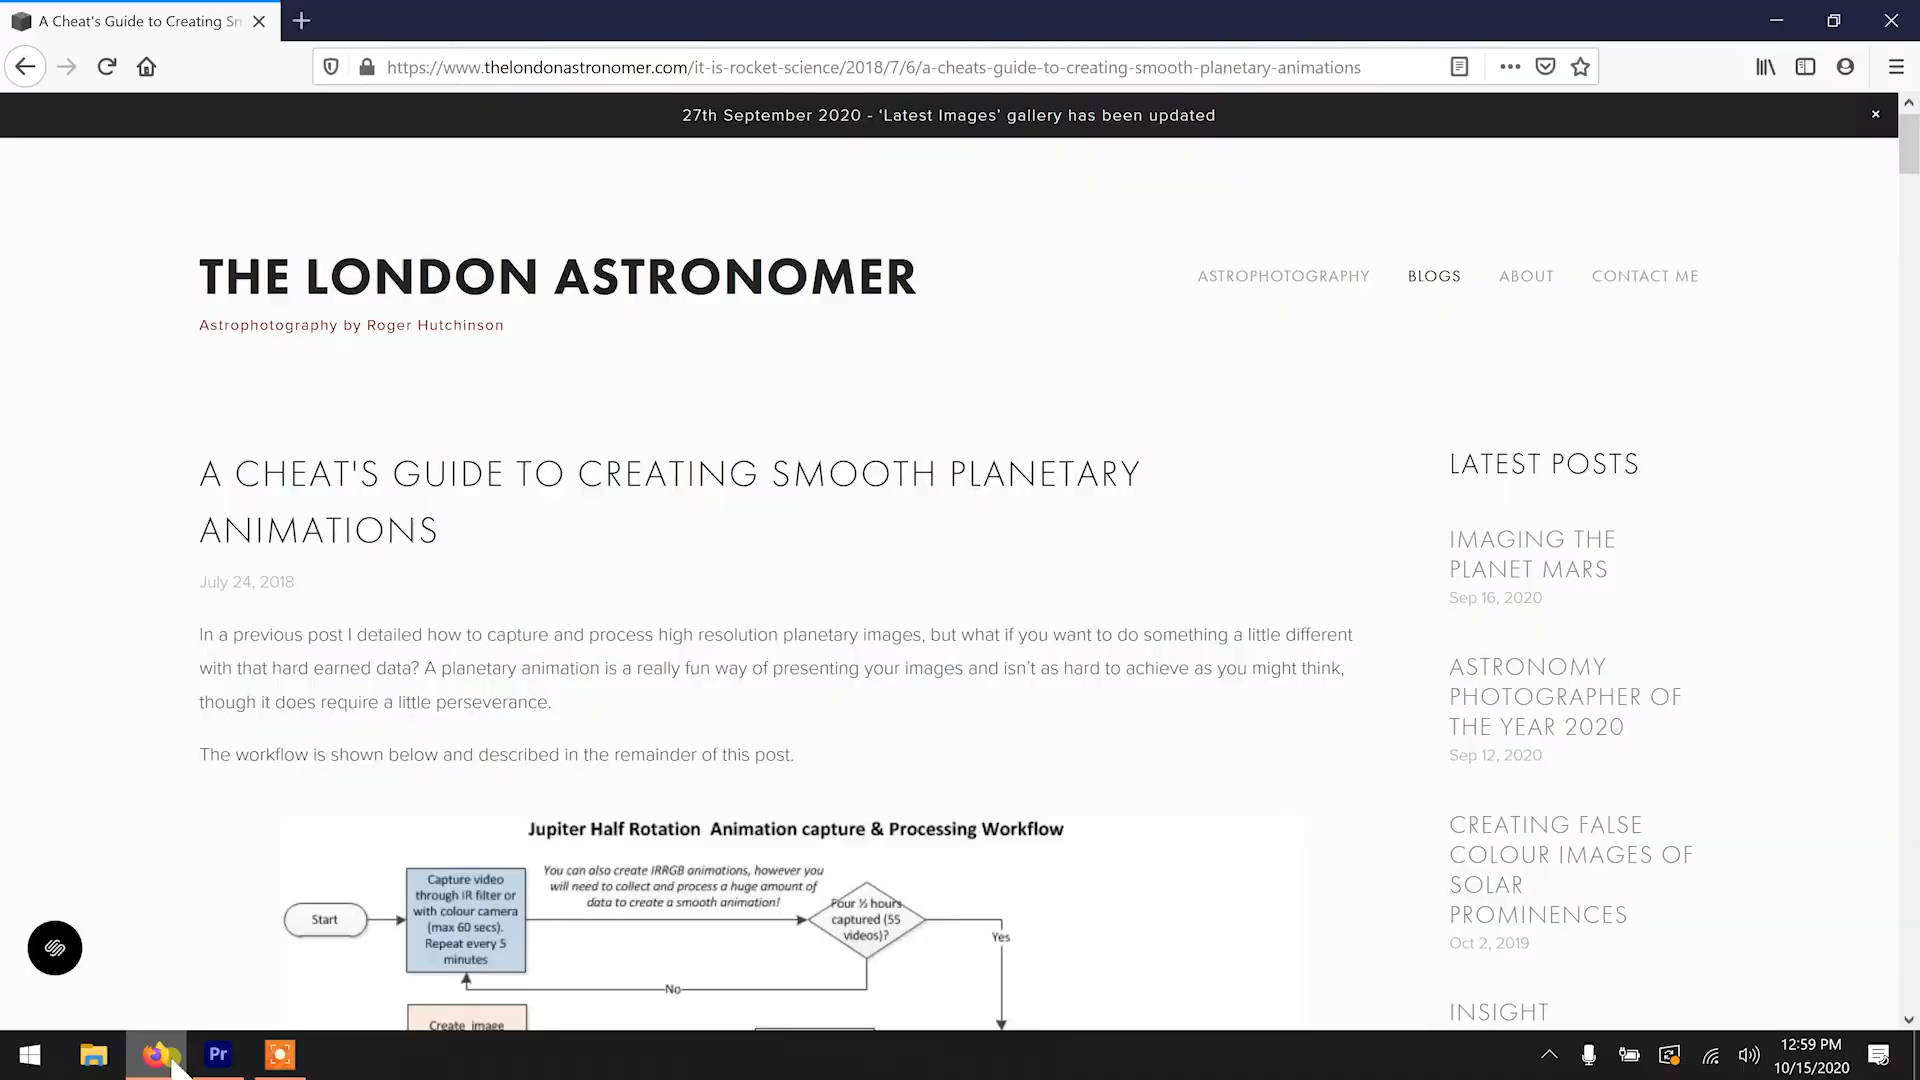 A Cheat's Guide to Creating Sm
https://www.thelondonastronomer.com/it-is-rocket-science/2018/7/6/a-cheats-guide-to-creating-smooth-planetary-animations
27th September 2020 - ‘Latest Images’ gallery has been updated
THE LONDON ASTRONOMER
Astrophotography by Roger Hutchinson
ASTROPHOTOGRAPHY
BLOGS
ABOUT
CONTACT ME
A CHEAT'S GUIDE TO CREATING SMOOTH PLANETARY
ANIMATIONS
July 24, 2018
In a previous post I detailed how to capture and process high resolution planetary images, but what if you want to do something a little different
with that hard earned data? A planetary animation is a really fun way of presenting your images and isn’t as hard to achieve as you might think,
though it does require a little perseverance.
The workflow is shown below and described in the remainder of this post.
Jupiter Half Rotation Animation capture & Processing Workflow
Start
Capture video
through IR filter or
with colour camera
(max 60 secs).
Repeat every 5
minutes
You can also create IRRGB animations, however you
will need to collect and process a huge amount of
data to create a smooth animation!
Four ½ hours
captured (55
videos)?
Yes
No
Create image
LATEST POSTS
IMAGING THE
PLANET MARS
Sep 16, 2020
ASTRONOMY
PHOTOGRAPHER OF
THE YEAR 2020
Sep 12, 2020
CREATING FALSE
COLOUR IMAGES OF
SOLAR
PROMINENCES
Oct 2, 2019
INSIGHT
Pr
12:59 PM
10/15/2020